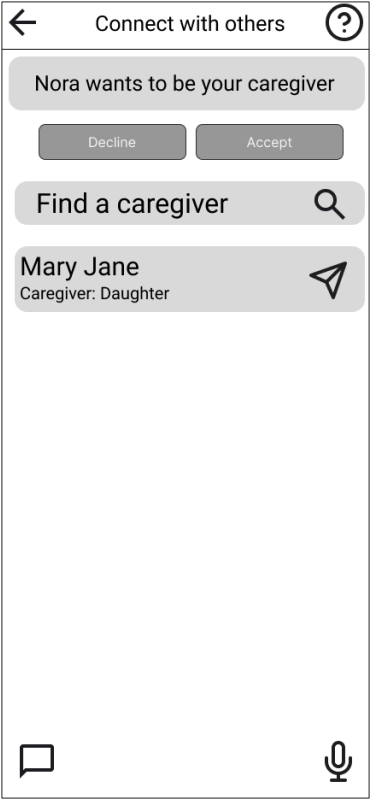 Connect with others
Nora wants to be your caregiver
Decline
Accept
Find a caregiver
Mary Jane
Caregiver: Daughter